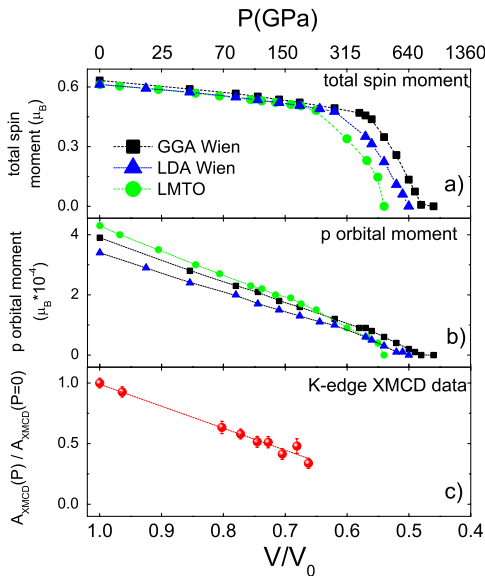 P(GPa)
0 25 70 150 315 640 1360
total spin moment
0.6
0.3
0.0
total spin
moment (μB)
GGA Wien
LDA Wien
LMTO
a)
p orbital moment
4
2
0
p orbital moment
(μB*10-4)
b)
K-edge XMCD data
1.0
0.5
0.0
AXMCD(P) / AXMCD(P=0)
c)
1.0 0.9 0.8 0.7 0.6 0.5 0.4
V/V0